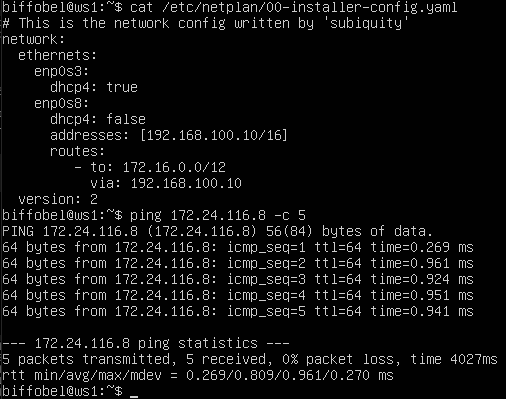 biffobel@ws1:~$ cat /etc/netplan/00-installer-config.yaml
# This is the network config written by 'subiquity'
network:
  ethernets:
    enp0s3:
      dhcp4: true
    enp0s8:
      dhcp4: false
      addresses: [192.168.100.10/16]
      routes:
         - to: 172.16.0.0/12
           via: 192.168.100.10
  version: 2
biffobel@ws1:~$ ping 172.24.116.8 -c 5
PING 172.24.116.8 (172.24.116.8) 56(84) bytes of data.
64 bytes from 172.24.116.8: icmp_seq=1 ttl=64 time=0.269 ms
64 bytes from 172.24.116.8: icmp_seq=2 ttl=64 time=0.961 ms
64 bytes from 172.24.116.8: icmp_seq=3 ttl=64 time=0.924 ms
64 bytes from 172.24.116.8: icmp_seq=4 ttl=64 time=0.951 ms
64 bytes from 172.24.116.8: icmp_seq=5 ttl=64 time=0.941 ms

--- 172.24.116.8 ping statistics ---
5 packets transmitted, 5 received, 0% packet loss, time 4027ms
rtt min/avg/max/mdev = 0.269/0.809/0.961/0.270 ms
biffobel@ws1:~$ _